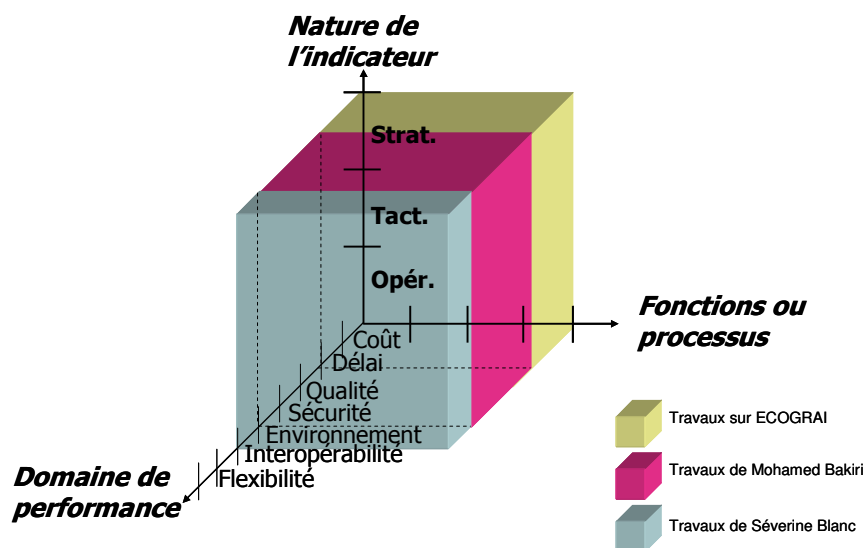 Nature de
l'indicateur
Strat.
Tact.
Opér.
Fonctions ou
processus
Coût
Délai
Qualité
Sécurité
Environnement
Interopérabilité
Flexibilité
Domaine de
performance
Travaux sur ECOGRAI
Travaux de Mohamed Bakiri
Travaux de Séverine Blanc